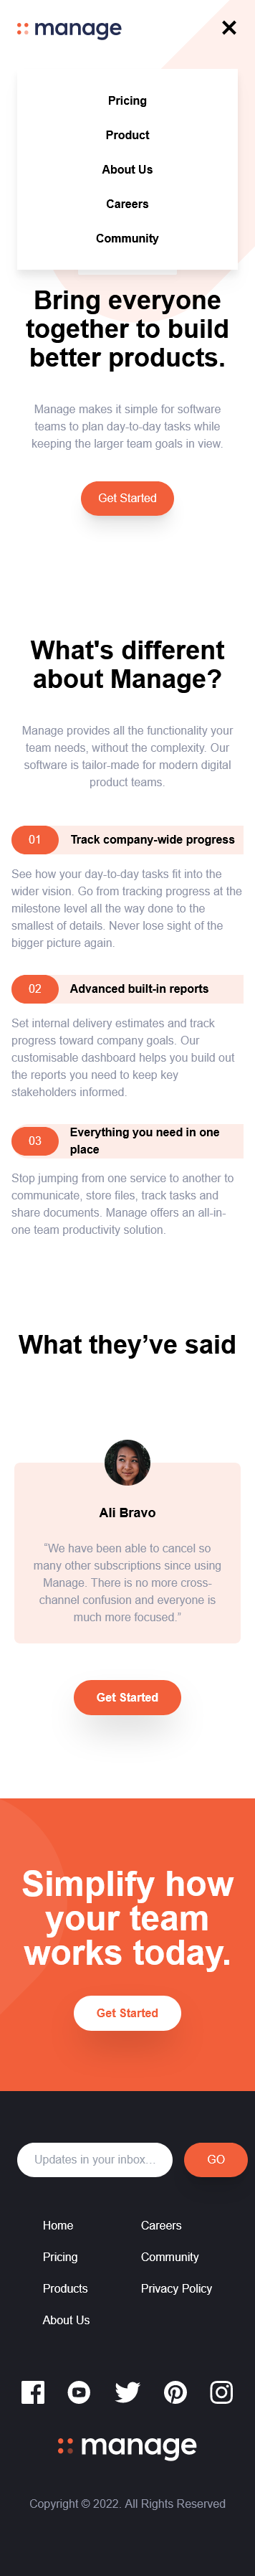 manage
Pricing
Product
About Us
Careers
Community
Bring everyone
together to build
better products.
Manage makes it simple for software
teams to plan day-to-day tasks while
keeping the larger team goals in view.
Get Started
What's different
about Manage?
Manage provides all the functionality your
team needs, without the complexity. Our
software is tailor-made for modern digital
product teams.
01 Track company-wide progress
See how your day-to-day tasks fit into the
wider vision. Go from tracking progress at the
milestone level all the way done to the
smallest of details. Never lose sight of the
bigger picture again.
02 Advanced built-in reports
Set internal delivery estimates and track
progress toward company goals. Our
customisable dashboard helps you build out
the reports you need to keep key
stakeholders informed.
03 Everything you need in one
place
Stop jumping from one service to another to
communicate, store files, track tasks and
share documents. Manage offers an all-in-
one team productivity solution.
What they’ve said
Ali Bravo
“We have been able to cancel so
many other subscriptions since using
Manage. There is no more cross-
channel confusion and everyone is
much more focused.”
Get Started
Simplify how
your team
works today.
Get Started
Updates in your inbox... GO
Home Careers
Pricing Community
Products Privacy Policy
About Us
manage
Copyright © 2022. All Rights Reserved